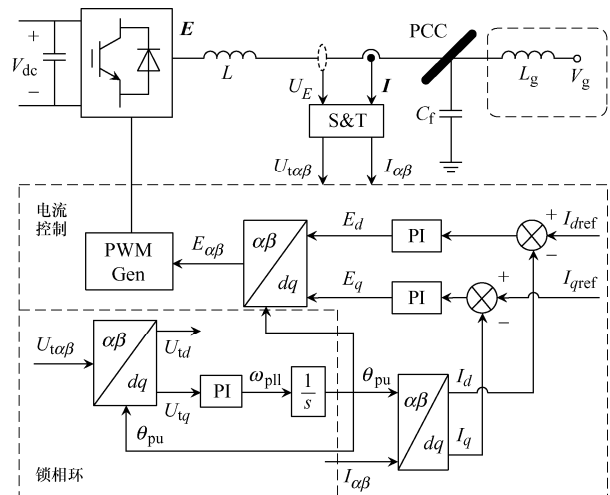 E
PCC
+
V_dc
−
L
U_E
I
C_f
L_g
V_g
S&T
U_tαβ
I_αβ
电流
控制
PWM
Gen
E_αβ
αβ
dq
E_d
PI
+
I_dref
−
E_q
PI
+
I_qref
−
U_tαβ
αβ
dq
U_td
U_tq
PI
ω_pll
1/s
θ_pu
αβ
dq
I_d
I_q
θ_pu
锁相环
I_αβ